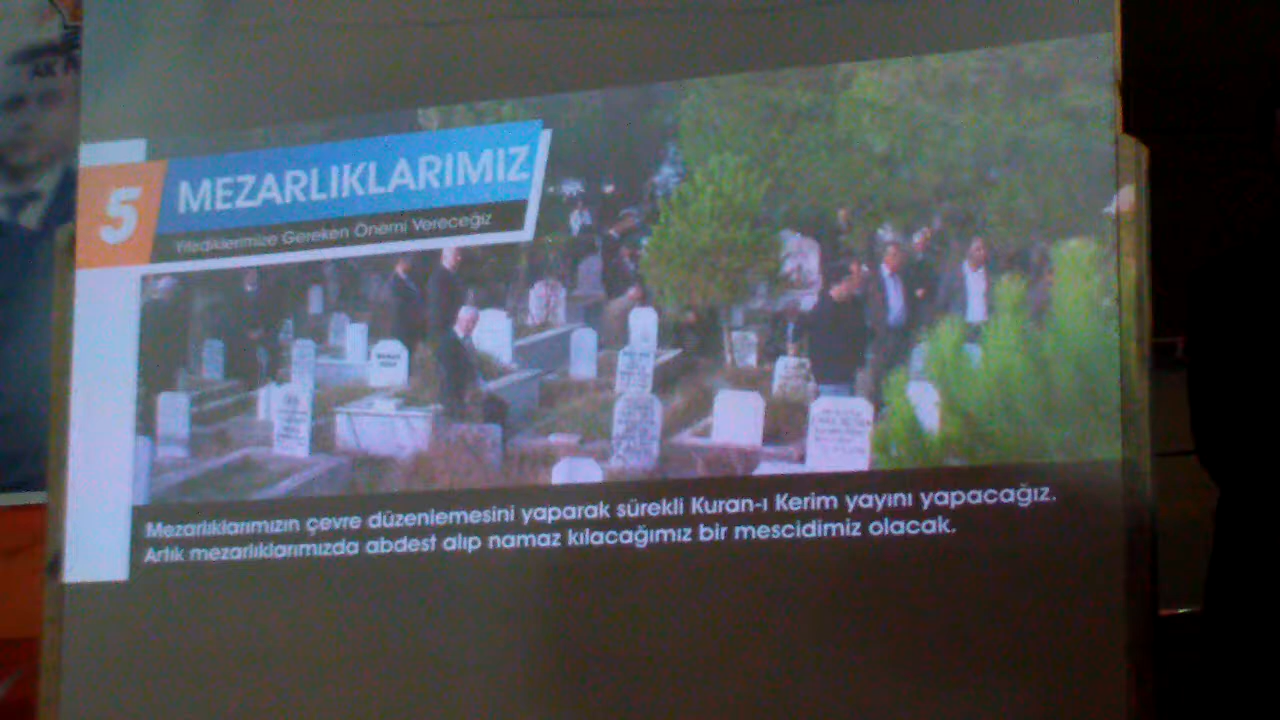 AK
5
MEZARLIKLARIMIZ
Yitediklerimize Gereken Önemi Vereceğiz
Mezarlıklarımızın çevre düzenlemesini yaparak sürekli Kuran-ı Kerim yayını yapacağız.
Artık mezarlıklarımızda abdest alıp namaz kılacağımız bir mescidimiz olacak.